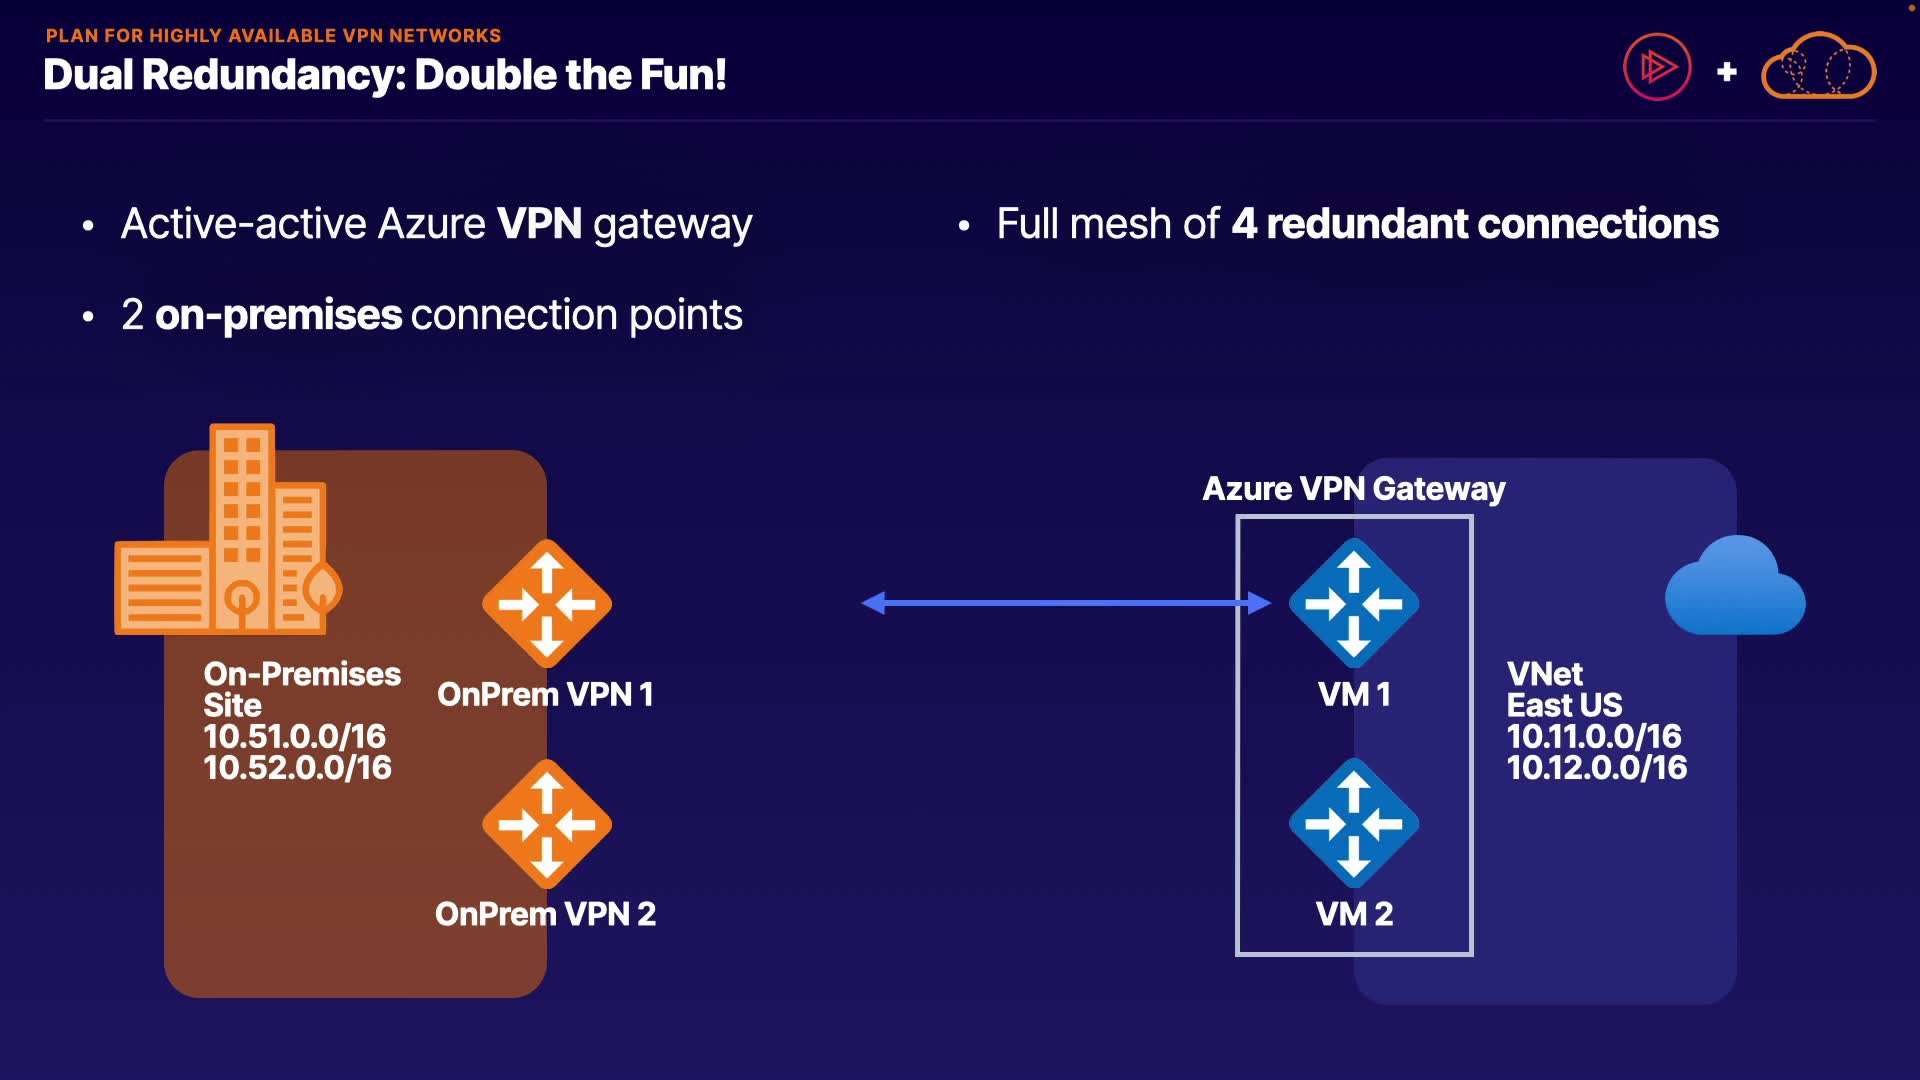 PLAN FOR HIGHLY AVAILABLE VPN NETWORKS
Dual Redundancy: Double the Fun!
• Active-active Azure VPN gateway
• 2 on-premises connection points
• Full mesh of 4 redundant connections
On-Premises
Site
10.51.0.0/16
10.52.0.0/16
OnPrem VPN 1
OnPrem VPN 2
Azure VPN Gateway
VM 1
VM 2
VNet
East US
10.11.0.0/16
10.12.0.0/16